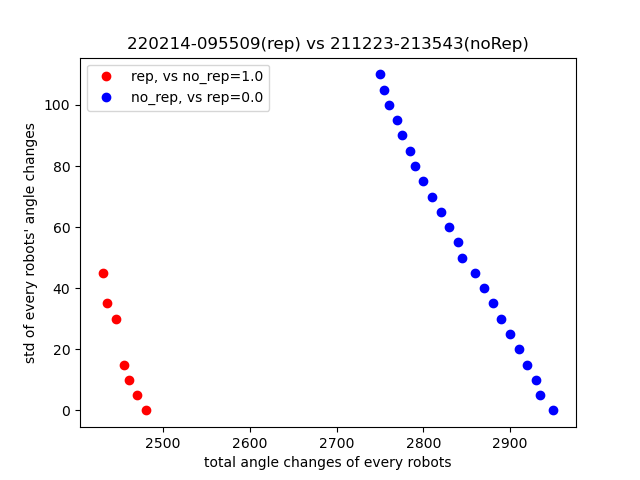 220214-095509(rep) vs 211223-213543(noRep)
rep, vs no_rep=1.0
no_rep, vs rep=0.0
std of every robots' angle changes
100
80
60
40
20
0
2500 2600 2700 2800 2900
total angle changes of every robots